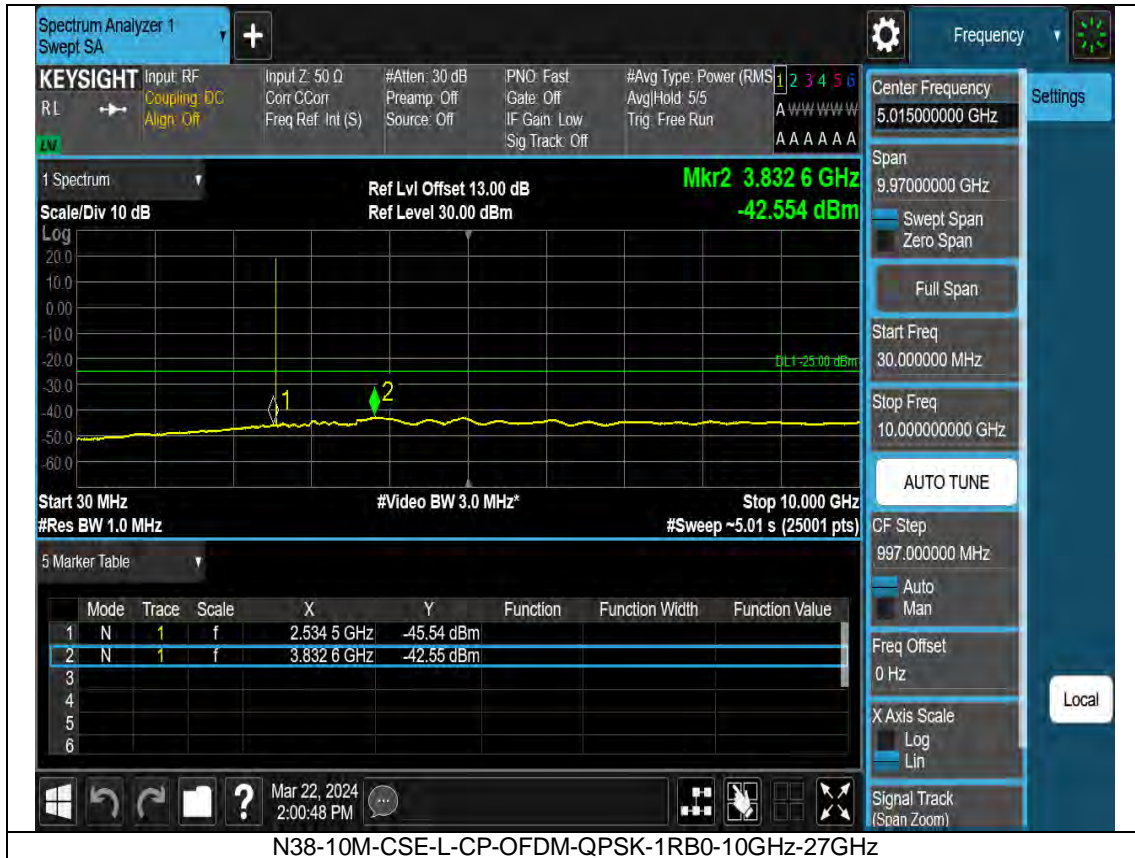 Spectrum Analyzer 1
Swept SA
+
Frequency
KEYSIGHT
RL
LXI
Input: RF
Coupling: DC
Align: Off
Input Z: 50 Ω
Corr CCorr
Freq Ref: Int (S)
#Atten: 30 dB
Preamp: Off
Source: Off
PNO: Fast
Gate: Off
IF Gain: Low
Sig Track: Off
#Avg Type: Power (RMS
Avg|Hold: 5/5
Trig: Free Run
1 2 3 4 5 6
A W W W W W
A A A A A A
1 Spectrum
Scale/Div 10 dB
Ref Lvl Offset 13.00 dB
Ref Level 30.00 dBm
Mkr2 3.832 6 GHz
-42.554 dBm
Log
20.0
10.0
0.00
-10.0
-20.0
-30.0
-40.0
-50.0
-60.0
DL1 -25.00 dBm
1
2
Start 30 MHz
#Video BW 3.0 MHz*
Stop 10.000 GHz
#Res BW 1.0 MHz
#Sweep ~5.01 s (25001 pts)
5 Marker Table
Mode Trace Scale X Y Function Function Width Function Value
1 N 1 f 2.534 5 GHz -45.54 dBm
2 N 1 f 3.832 6 GHz -42.55 dBm
3
4
5
6
?
Mar 22, 2024
2:00:48 PM
Center Frequency
5.015000000 GHz
Settings
Span
9.97000000 GHz
Swept Span
Zero Span
Full Span
Start Freq
30.000000 MHz
Stop Freq
10.000000000 GHz
AUTO TUNE
CF Step
997.000000 MHz
Auto
Man
Freq Offset
0 Hz
Local
X Axis Scale
Log
Lin
Signal Track
(Span Zoom)
N38-10M-CSE-L-CP-OFDM-QPSK-1RB0-10GHz-27GHz